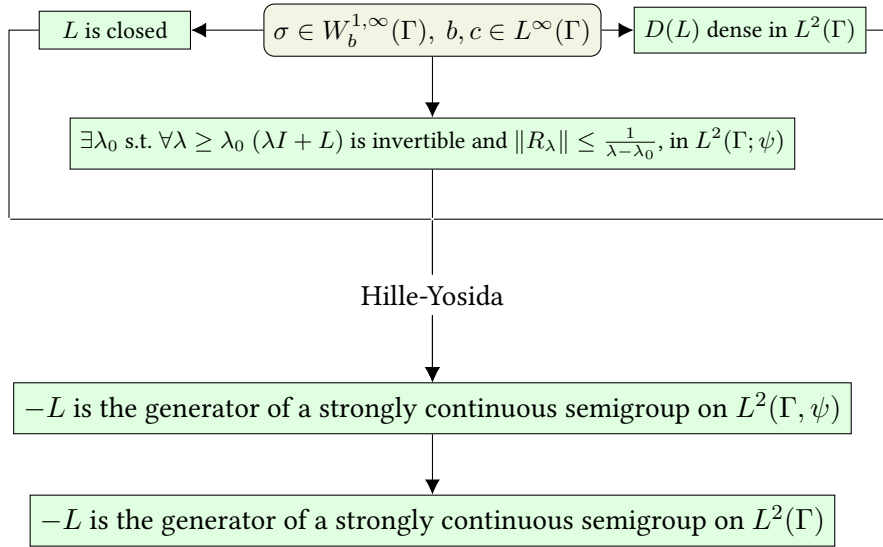 L is closed
σ ∈ W_b^{1,∞}(Γ), b, c ∈ L^∞(Γ)
D(L) dense in L²(Γ)
∃λ₀ s.t. ∀λ ≥ λ₀ (λI + L) is invertible and ‖R_λ‖ ≤ \frac{1}{λ−λ₀}, in L²(Γ; ψ)
Hille-Yosida
−L is the generator of a strongly continuous semigroup on L²(Γ, ψ)
−L is the generator of a strongly continuous semigroup on L²(Γ)